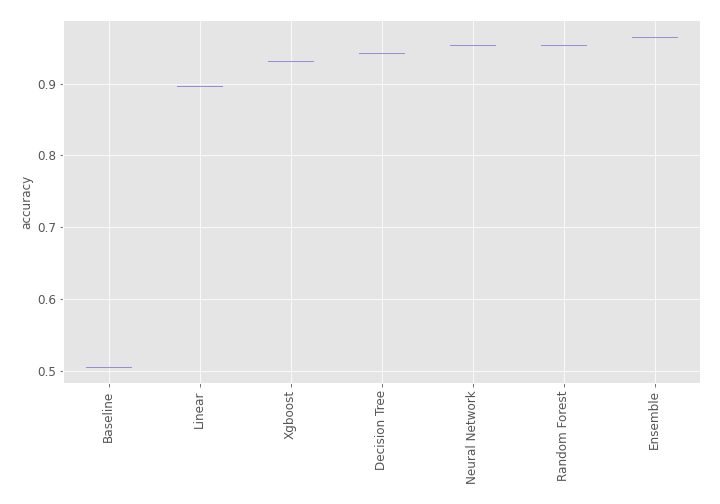 accuracy
0.9
0.8
0.7
0.6
0.5
Baseline
Linear
Xgboost
Decision Tree
Neural Network
Random Forest
Ensemble